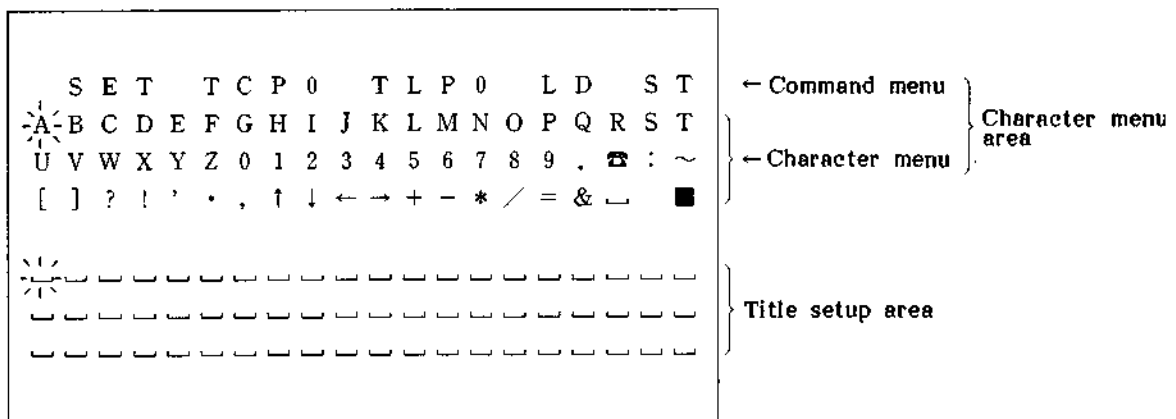 S E T T C P 0 T L P 0 L D S T ← Command menu
A B C D E F G H I J K L M N O P Q R S T
Character menu area
U V W X Y Z 0 1 2 3 4 5 6 7 8 9 . ☎ : ~ ← Character menu
[ ] ? ! ' · , ↑ ↓ ← → + − * / = & ⎵ ■
⎵ ⎵ ⎵ ⎵ ⎵ ⎵ ⎵ ⎵ ⎵ ⎵ ⎵ ⎵ ⎵ ⎵ ⎵ ⎵ ⎵ ⎵ ⎵ ⎵
⎵ ⎵ ⎵ ⎵ ⎵ ⎵ ⎵ ⎵ ⎵ ⎵ ⎵ ⎵ ⎵ ⎵ ⎵ ⎵ ⎵ ⎵ ⎵ ⎵ Title setup area
⎵ ⎵ ⎵ ⎵ ⎵ ⎵ ⎵ ⎵ ⎵ ⎵ ⎵ ⎵ ⎵ ⎵ ⎵ ⎵ ⎵ ⎵ ⎵ ⎵